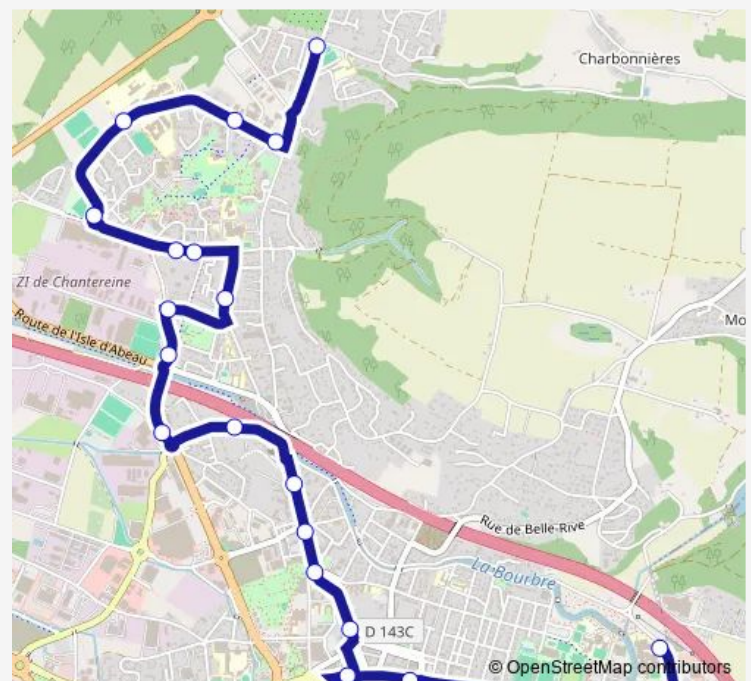 Charbonnières
ZI de Chantereine
Route de l'Isle d'Abeau
Mo
Rue de Belle-Rive
La Bourbre
D 143C
© OpenStreetMap contributors